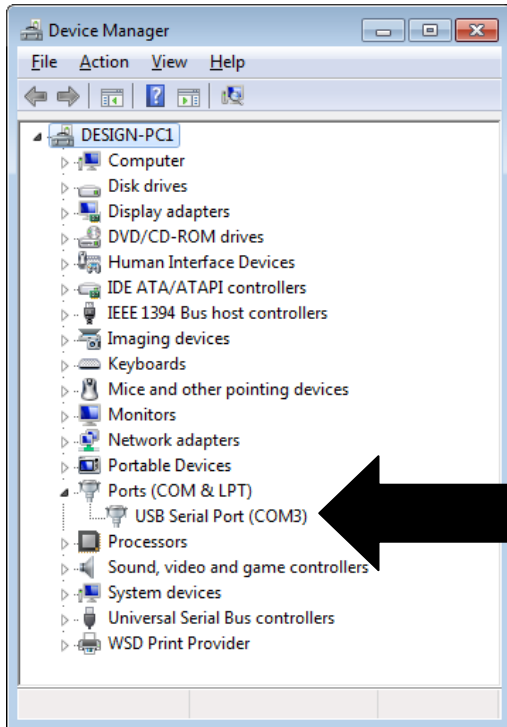 Device Manager
File Action View Help
DESIGN-PC1
Computer
Disk drives
Display adapters
DVD/CD-ROM drives
Human Interface Devices
IDE ATA/ATAPI controllers
IEEE 1394 Bus host controllers
Imaging devices
Keyboards
Mice and other pointing devices
Monitors
Network adapters
Portable Devices
Ports (COM & LPT)
USB Serial Port (COM3)
Processors
Sound, video and game controllers
System devices
Universal Serial Bus controllers
WSD Print Provider